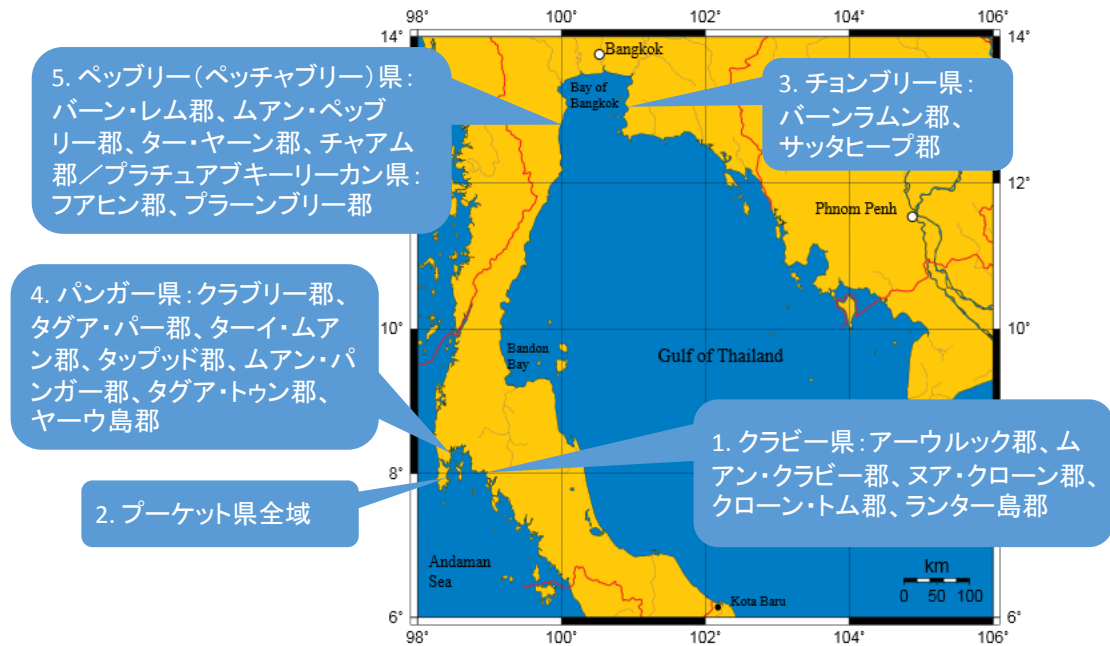 98°
100°
102°
104°
106°
14°
14°
Bangkok
5. ペッブリー（ペッチャブリー）県：
バーン・レム郡、ムアン・ペッブ
リー郡、ター・ヤーン郡、チャアム
郡／プラチュアブキーリーカン県：
フアヒン郡、プラーンブリー郡
Bay of
Bangkok
3. チョンブリー県：
バーンラムン郡、
サッタヒープ郡
12°
Phnom Penh
4. パンガー県：クラブリー郡、
タグア・パー郡、ターイ・ムア
ン郡、タップッド郡、ムアン・パ
ンガー郡、タグア・トゥン郡、
ヤーウ島郡
10°
10°
Bandon
Bay
Gulf of Thailand
1. クラビー県：アーウルック郡、ム
アン・クラビー郡、ヌア・クローン郡、
クローン・トム郡、ランター島郡
8°
2. プーケット県全域
Andaman
Sea
km
0 50 100
Kota Baru
6°
6°
98°
100°
102°
104°
106°